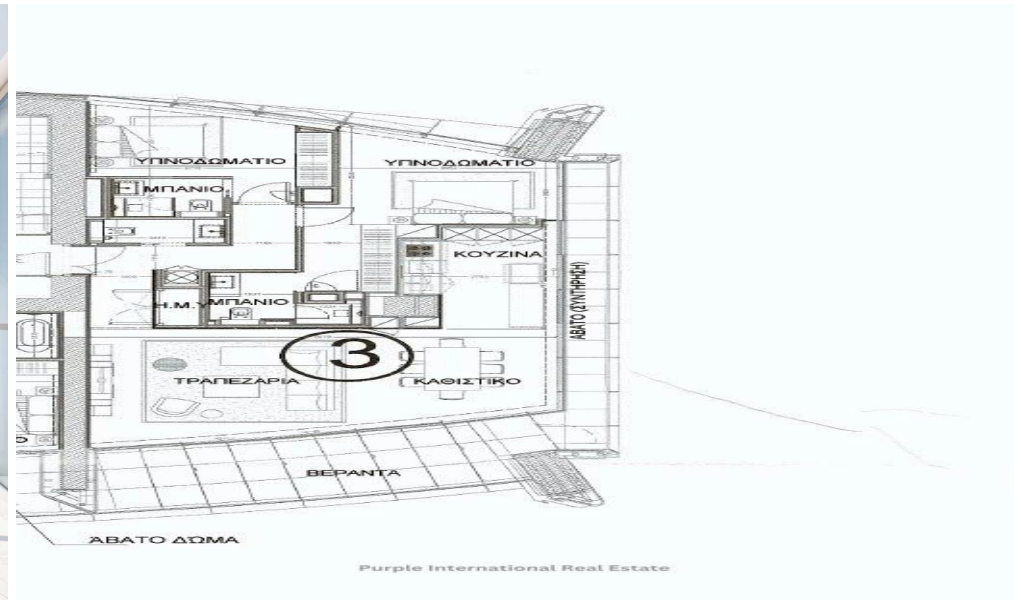 ΥΠΝΟΔΩΜΑΤΙΟ
ΥΠΝΟΔΩΜΑΤΙΟ
ΜΠΑΝΙΟ
ΚΟΥΖΙΝΑ
ΑΒΑΤΟ (ΣΥΝΤΗΡΗΣΗ)
Η.Μ.Υ
ΜΠΑΝΙΟ
3
ΤΡΑΠΕΖΑΡΙΑ
ΚΑΘΙΣΤΙΚΟ
ΒΕΡΑΝΤΑ
ΑΒΑΤΟ ΔΩΜΑ
Purple International Real Estate